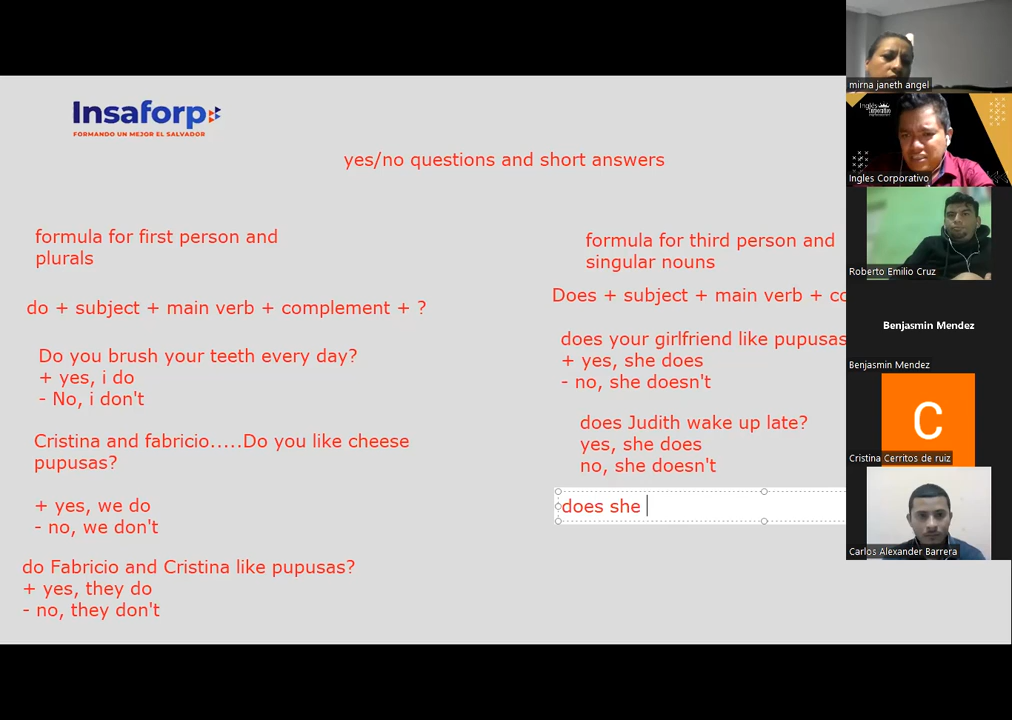 Insaforp
FORMANDO UN MEJOR EL SALVADOR
yes/no questions and short answers
formula for first person and
plurals
do + subject + main verb + complement + ?
Do you brush your teeth every day?
+ yes, i do
- No, i don't
Cristina and fabricio.....Do you like cheese
pupusas?
+ yes, we do
- no, we don't
do Fabricio and Cristina like pupusas?
+ yes, they do
- no, they don't
formula for third person and
singular nouns
Does + subject + main verb + co
does your girlfriend like pupusas
+ yes, she does
- no, she doesn't
does Judith wake up late?
yes, she does
no, she doesn't
does she
mirna janeth angel
Inglés
Corporativo
Ingles Corporativo
Roberto Emilio Cruz
Benjasmin Mendez
Benjasmin Mendez
C
Cristina Cerritos de ruiz
Carlos Alexander Barrera